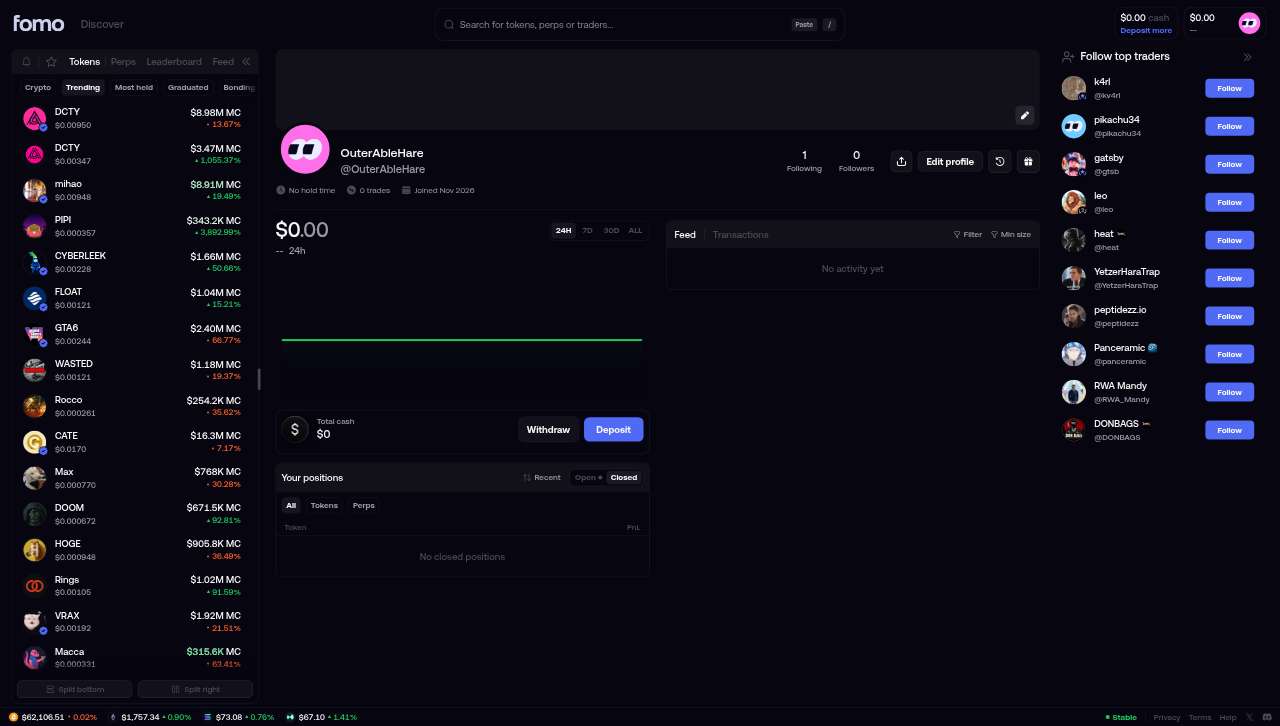 fomo Discover
Search for tokens, perps or traders... Paste /
$0.00 cash
Deposit more
$0.00
--
Tokens Perps Leaderboard Feed
Crypto Trending Most held Graduated Bonding
DCTY $8.98M MC
$0.00950 13.67%
DCTY $3.47M MC
$0.00347 1,055.37%
mihao $8.91M MC
$0.00948 19.49%
PIPI $343.2K MC
$0.000357 3,892.99%
CYBERLEEK $1.66M MC
$0.00228 50.66%
FLOAT $1.04M MC
$0.00121 15.21%
GTA6 $2.40M MC
$0.00244 66.77%
WASTED $1.18M MC
$0.00121 19.37%
Rocco $254.2K MC
$0.000261 35.62%
CATE $16.3M MC
$0.0170 7.17%
Max $768K MC
$0.000770 30.28%
DOOM $671.5K MC
$0.000672 92.81%
HOGE $905.8K MC
$0.000948 36.49%
Rings $1.02M MC
$0.00105 91.59%
VRAX $1.92M MC
$0.00192 21.51%
Macca $315.6K MC
$0.000331 63.41%
Split bottom Split right
OuterAbleHare
@OuterAbleHare
No hold time 0 trades Joined Nov 2026
1 Following
0 Followers
Edit profile
$0.00
-- 24h
24H 7D 30D ALL
Total cash
$0
Withdraw Deposit
Your positions Recent Open Closed
All Tokens Perps
Token PnL
No closed positions
Feed Transactions Filter Min size
No activity yet
Follow top traders
k4rl
@kv4rl
Follow
pikachu34
@pikachu34
Follow
gatsby
@gtsb
Follow
leo
@leo
Follow
heat
@heat
Follow
YetzerHaraTrap
@YetzerHaraTrap
Follow
peptidezz.io
@peptidezz
Follow
Panceramic
@panceramic
Follow
RWA Mandy
@RWA_Mandy
Follow
DONBAGS
@DONBAGS
Follow
$62,106.51 0.02% $1,757.34 0.90% $73.08 0.76% $67.10 1.41%
Stable Privacy Terms Help